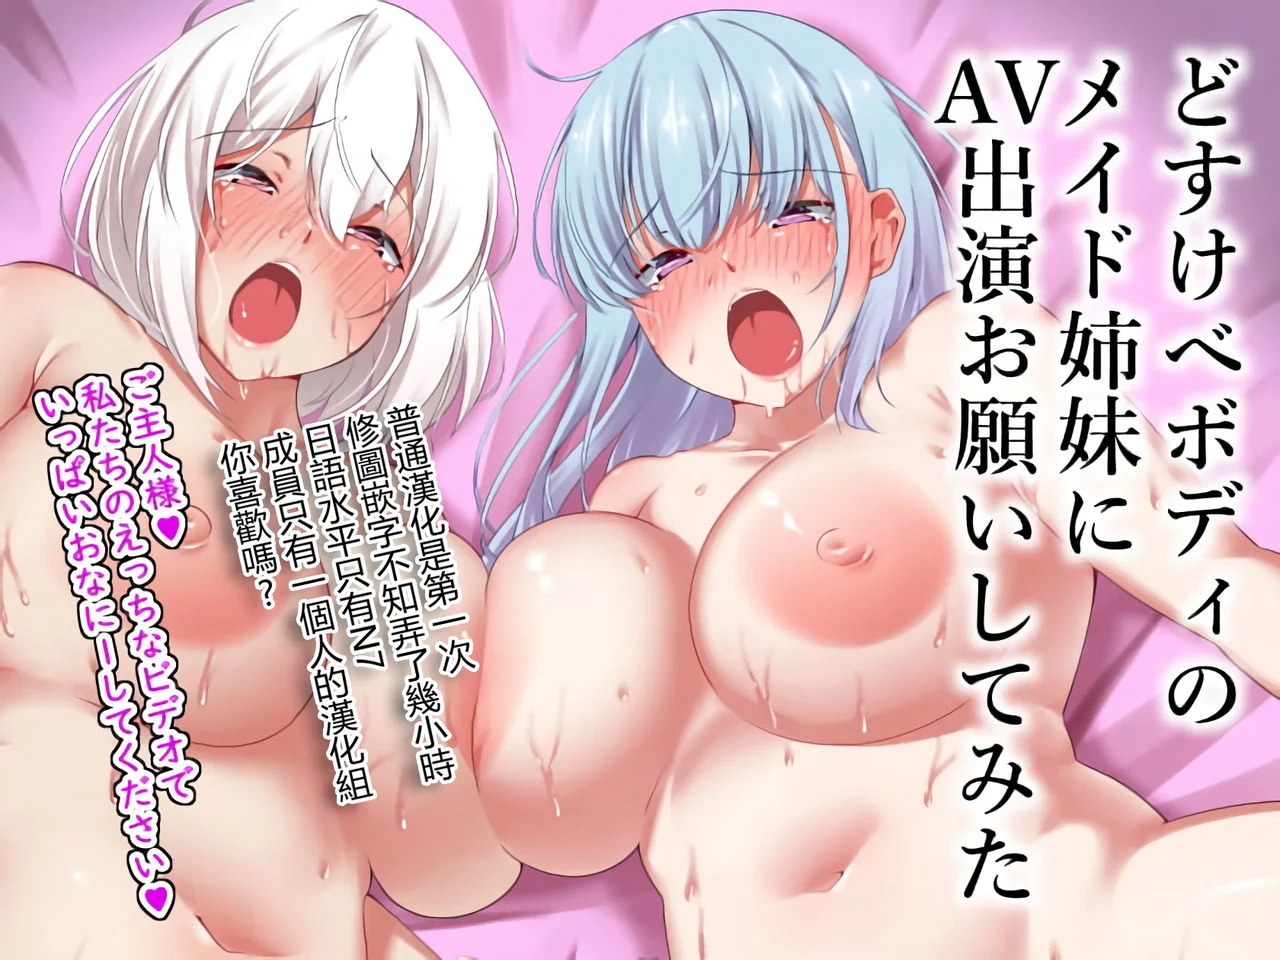 どすけべボディの
メイド姉妹に
AV出演お願いしてみた
普通漢化是第一次
修圖嵌字不知弄了幾小時
日語水平只有N7
成員只有一個人的漢化組
你喜歡嗎？
ご主人様♥
私たちのえっちなビデオで
いっぱいおなにーしてください♥